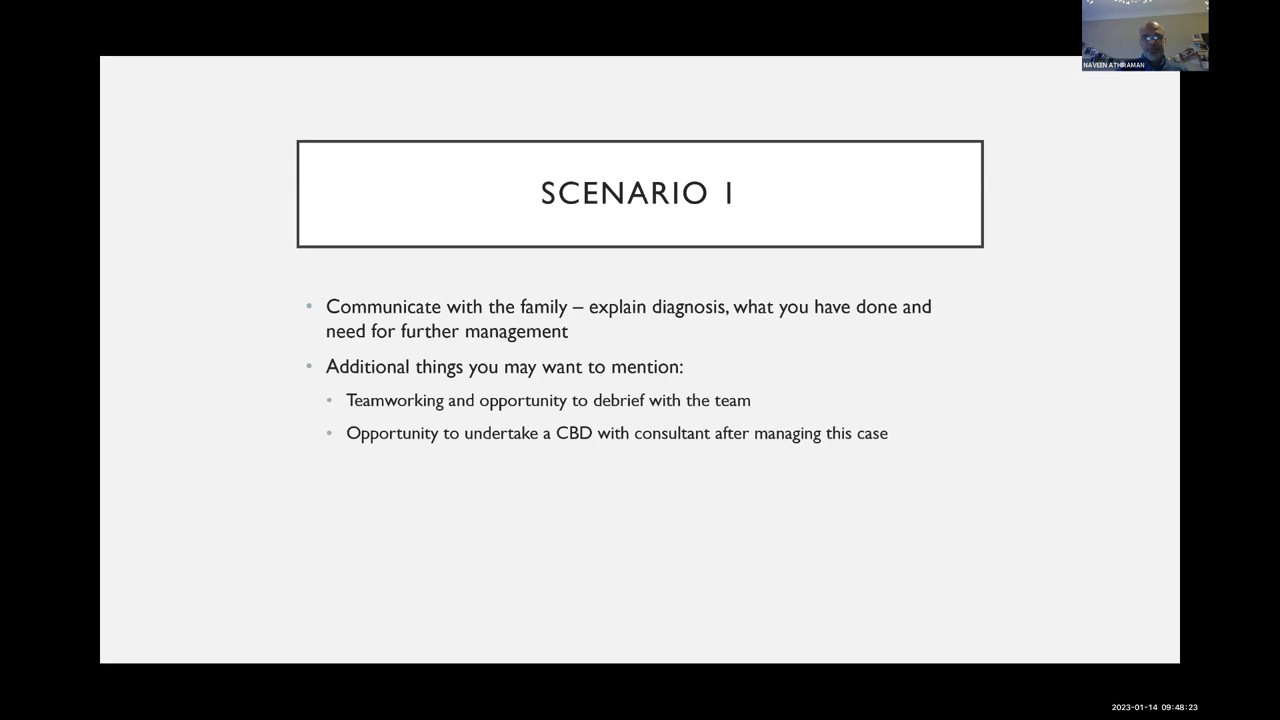 NAVEEN ATHIRAMAN
SCENARIO 1
• Communicate with the family – explain diagnosis, what you have done and
need for further management
• Additional things you may want to mention:
• Teamworking and opportunity to debrief with the team
• Opportunity to undertake a CBD with consultant after managing this case
2023-01-14 09:48:23